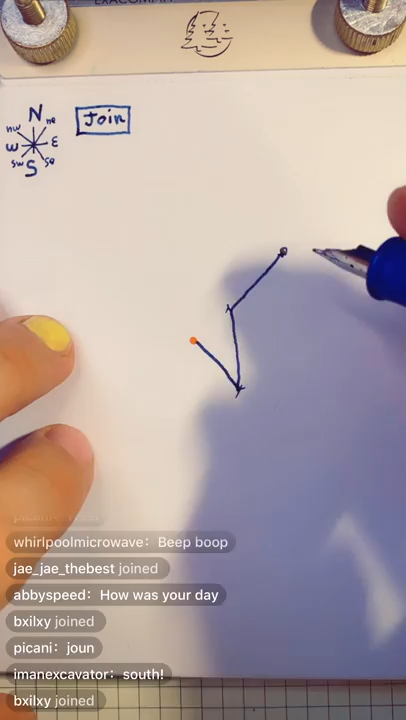 N
nw ne
W E
sw se
S
Join
whirlpoolmicrowave: Beep boop
jae_jae_thebest joined
abbyspeed: How was your day
bxilxy joined
picani: joun
imanexcavator: south!
bxilxy joined